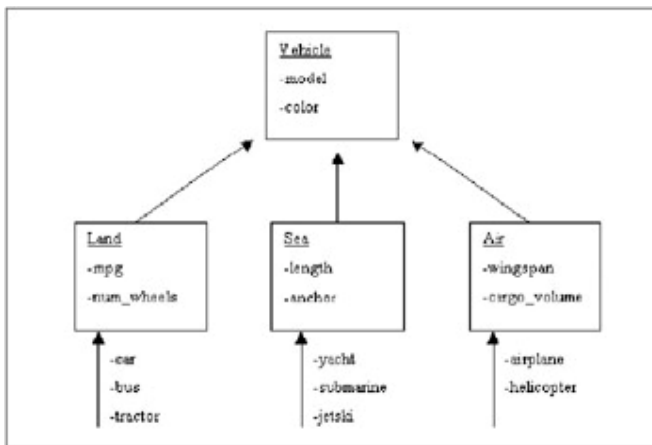 Vehicle
-model
-color
Land
-mpg
-num_wheels
Sea
-length
-anchor
Air
-wingspan
-cargo_volume
-car
-bus
-tractor
-yacht
-submarine
-jetski
-airplane
-helicopter